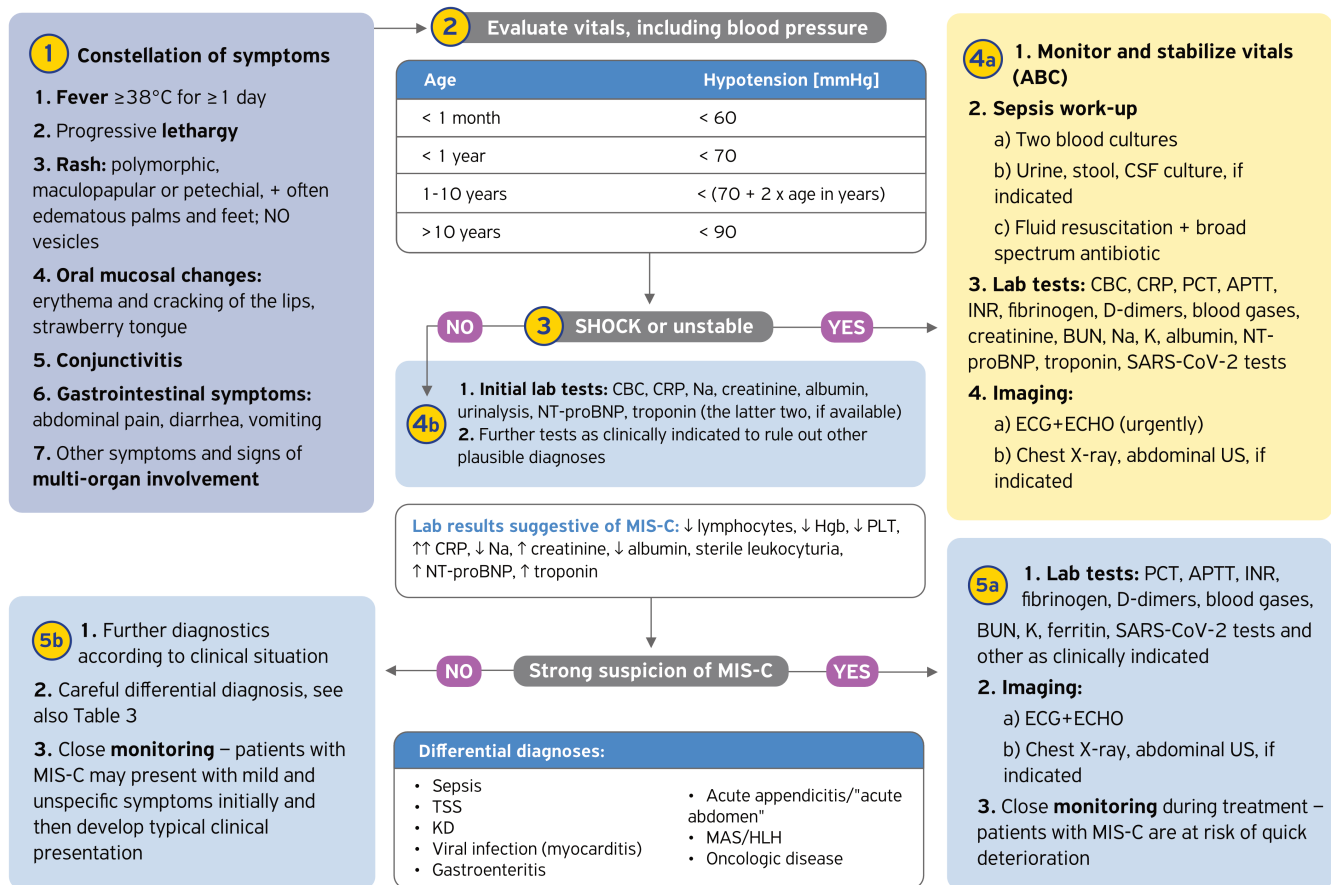 1 Constellation of symptoms
1. Fever ≥38°C for ≥1 day
2. Progressive lethargy
3. Rash: polymorphic,
maculopapular or petechial, + often
edematous palms and feet; NO
vesicles
4. Oral mucosal changes:
erythema and cracking of the lips,
strawberry tongue
5. Conjunctivitis
6. Gastrointestinal symptoms:
abdominal pain, diarrhea, vomiting
7. Other symptoms and signs of
multi-organ involvement
2 Evaluate vitals, including blood pressure
Age Hypotension [mmHg]
< 1 month < 60
< 1 year < 70
1-10 years < (70 + 2 x age in years)
>10 years < 90
NO 3 SHOCK or unstable YES
4a 1. Monitor and stabilize vitals
(ABC)
2. Sepsis work-up
a) Two blood cultures
b) Urine, stool, CSF culture, if
indicated
c) Fluid resuscitation + broad
spectrum antibiotic
3. Lab tests: CBC, CRP, PCT, APTT,
INR, fibrinogen, D-dimers, blood gases,
creatinine, BUN, Na, K, albumin, NT-
proBNP, troponin, SARS-CoV-2 tests
4. Imaging:
a) ECG+ECHO (urgently)
b) Chest X-ray, abdominal US, if
indicated
4b 1. Initial lab tests: CBC, CRP, Na, creatinine, albumin,
urinalysis, NT-proBNP, troponin (the latter two, if available)
2. Further tests as clinically indicated to rule out other
plausible diagnoses
Lab results suggestive of MIS-C: ↓ lymphocytes, ↓ Hgb, ↓ PLT,
↑↑ CRP, ↓ Na, ↑ creatinine, ↓ albumin, sterile leukocyturia,
↑ NT-proBNP, ↑ troponin
NO Strong suspicion of MIS-C YES
5a 1. Lab tests: PCT, APTT, INR,
fibrinogen, D-dimers, blood gases,
BUN, K, ferritin, SARS-CoV-2 tests and
other as clinically indicated
2. Imaging:
a) ECG+ECHO
b) Chest X-ray, abdominal US, if
indicated
3. Close monitoring during treatment –
patients with MIS-C are at risk of quick
deterioration
5b 1. Further diagnostics
according to clinical situation
2. Careful differential diagnosis, see
also Table 3
3. Close monitoring – patients with
MIS-C may present with mild and
unspecific symptoms initially and
then develop typical clinical
presentation
Differential diagnoses:
• Sepsis
• TSS
• KD
• Viral infection (myocarditis)
• Gastroenteritis
• Acute appendicitis/"acute
abdomen"
• MAS/HLH
• Oncologic disease